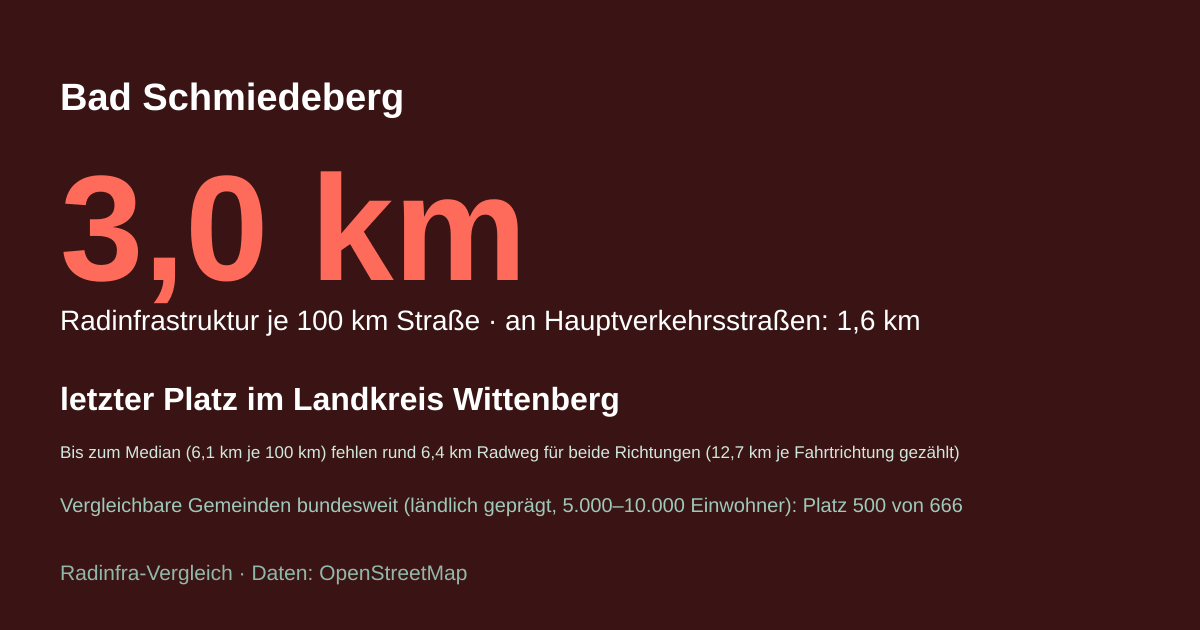 Bad Schmiedeberg
3,0 km
Radinfrastruktur je 100 km Straße · an Hauptverkehrsstraßen: 1,6 km
letzter Platz im Landkreis Wittenberg
Bis zum Median (6,1 km je 100 km) fehlen rund 6,4 km Radweg für beide Richtungen (12,7 km je Fahrtrichtung gezählt)
Vergleichbare Gemeinden bundesweit (ländlich geprägt, 5.000–10.000 Einwohner): Platz 500 von 666
Radinfra-Vergleich · Daten: OpenStreetMap